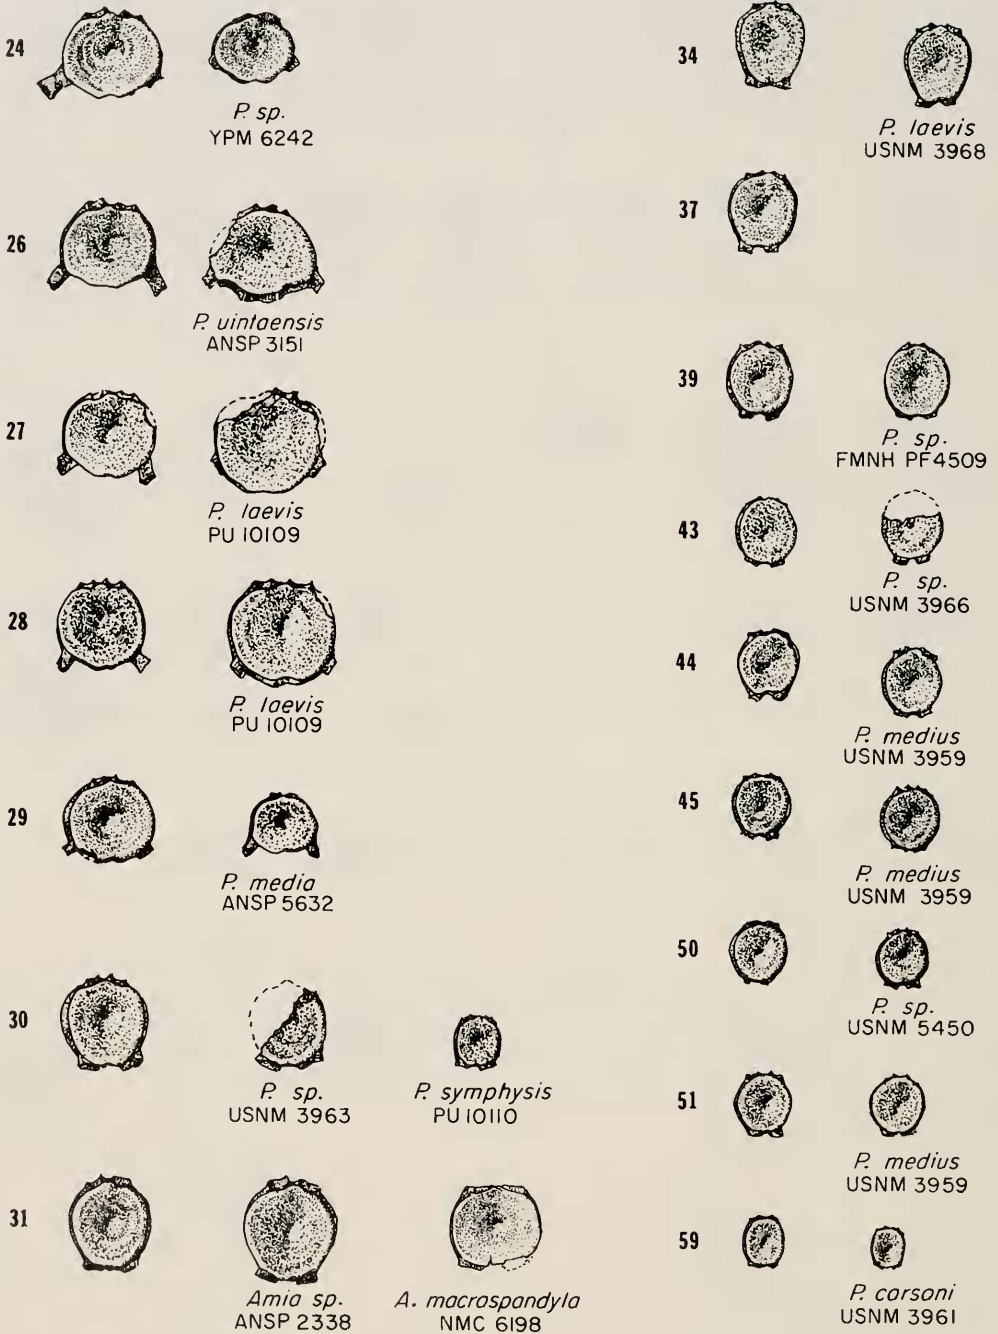 24
P. sp.
YPM 6242
26
P. uintaensis
ANSP 3151
27
P. laevis
PU 10109
28
P. laevis
PU 10109
29
P. media
ANSP 5632
30
P. sp.
USNM 3963
P. symphysis
PU 10110
31
Amia sp.
ANSP 2338
A. macrospondyla
NMC 6198
34
P. laevis
USNM 3968
37
39
P. sp.
FMNH PF4509
43
P. sp.
USNM 3966
44
P. medius
USNM 3959
45
P. medius
USNM 3959
50
P. sp.
USNM 5450
51
P. medius
USNM 3959
59
P. corsoni
USNM 3961